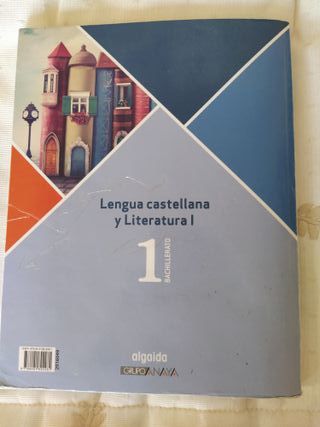 Lengua castellana
y Literatura I
1
BACHILLERATO
algaida
GRUPO ANAYA